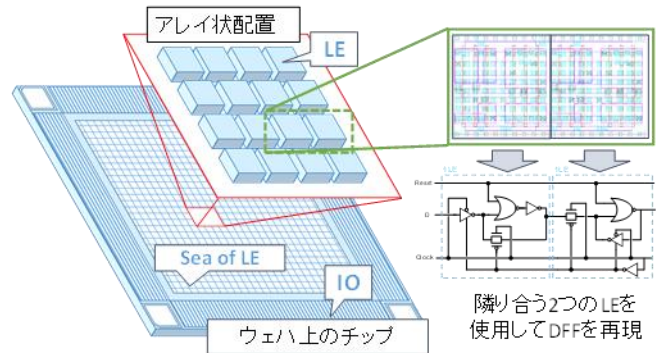 アレイ状配置
LE
Sea of LE
IO
ウェハ上のチップ
1LE
1LE
Reset
D
Clock
隣り合う2つのLEを
使用してDFFを再現